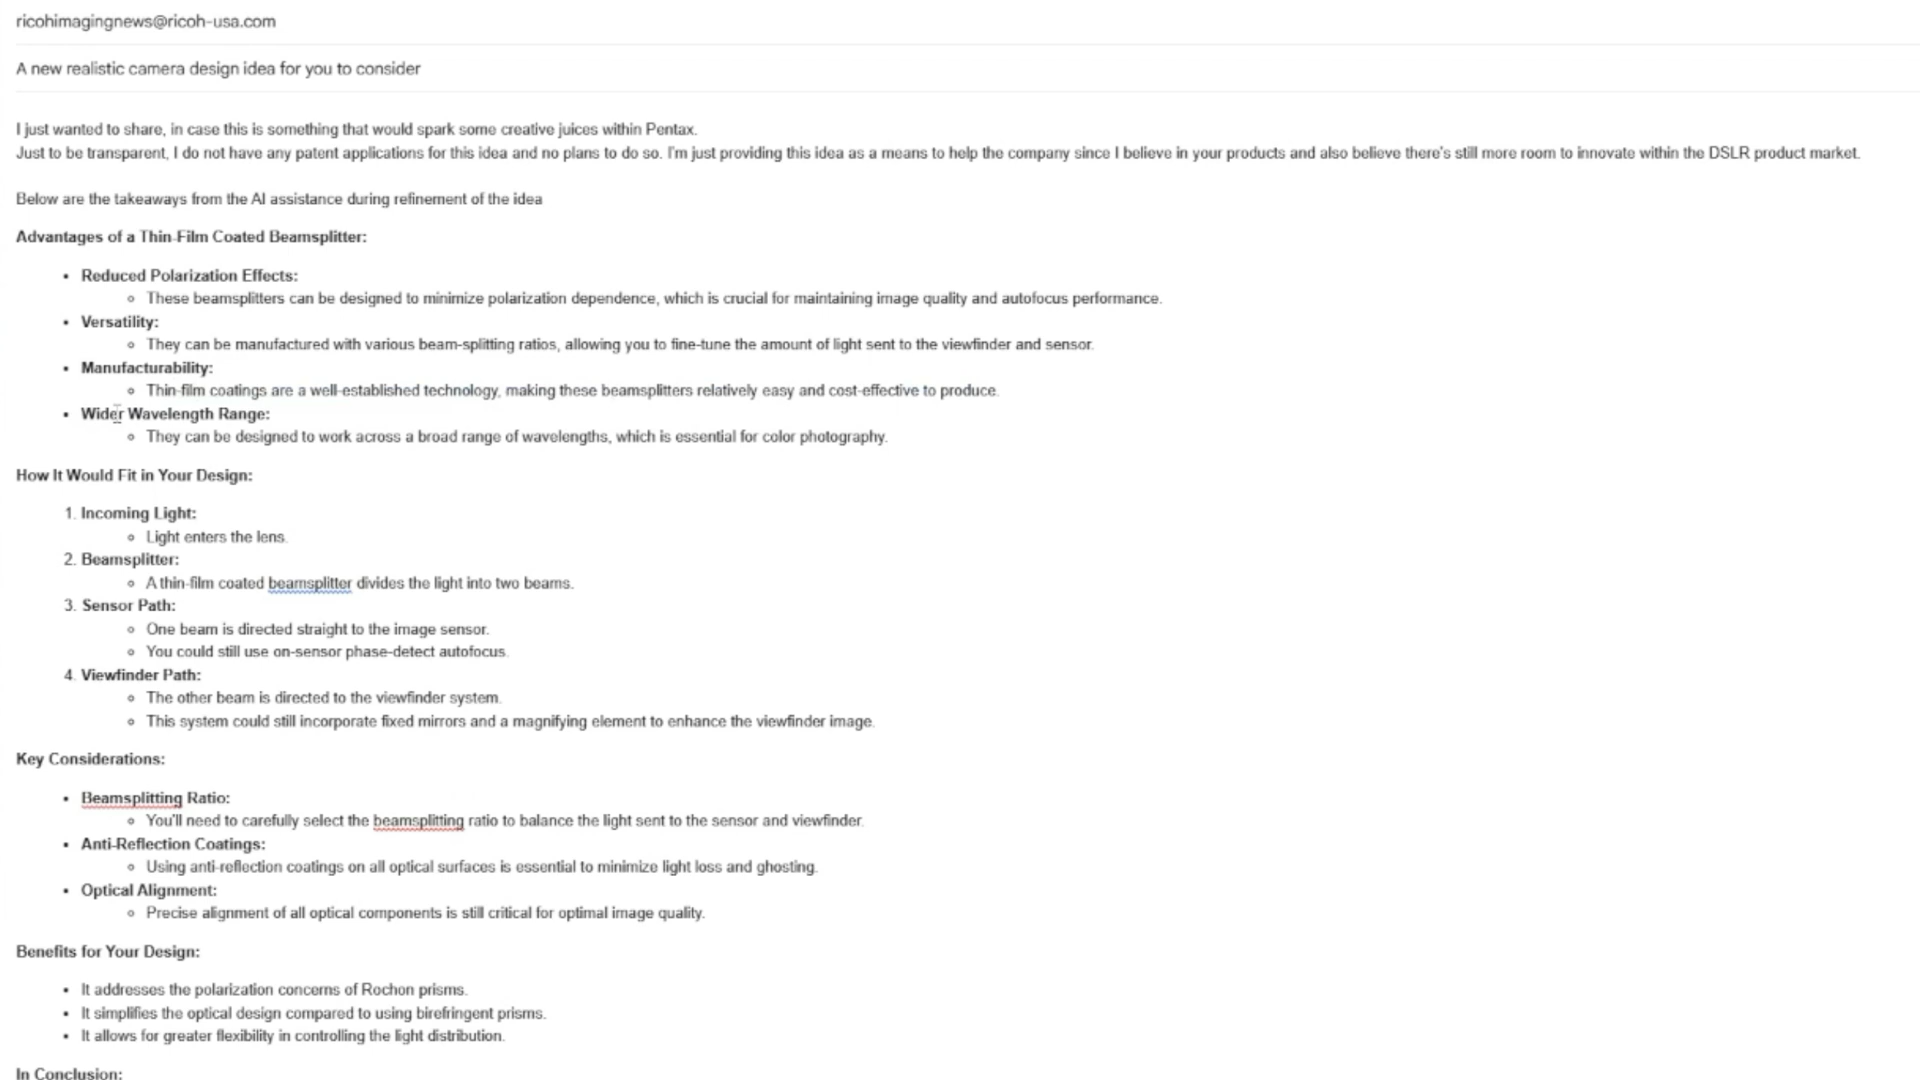 ricohimagingnews@ricoh-usa.com
A new realistic camera design idea for you to consider
I just wanted to share, in case this is something that would spark some creative juices within Pentax.
Just to be transparent, I do not have any patent applications for this idea and no plans to do so. I'm just providing this idea as a means to help the company since I believe in your products and also believe there's still more room to innovate within the DSLR product market.
Below are the takeaways from the AI assistance during refinement of the idea
Advantages of a Thin-Film Coated Beamsplitter:
• Reduced Polarization Effects:
◦ These beamsplitters can be designed to minimize polarization dependence, which is crucial for maintaining image quality and autofocus performance.
• Versatility:
◦ They can be manufactured with various beam-splitting ratios, allowing you to fine-tune the amount of light sent to the viewfinder and sensor.
• Manufacturability:
◦ Thin-film coatings are a well-established technology, making these beamsplitters relatively easy and cost-effective to produce.
• Wider Wavelength Range:
◦ They can be designed to work across a broad range of wavelengths, which is essential for color photography.
How It Would Fit in Your Design:
1. Incoming Light:
◦ Light enters the lens.
2. Beamsplitter:
◦ A thin-film coated beamsplitter divides the light into two beams.
3. Sensor Path:
◦ One beam is directed straight to the image sensor.
◦ You could still use on-sensor phase-detect autofocus.
4. Viewfinder Path:
◦ The other beam is directed to the viewfinder system.
◦ This system could still incorporate fixed mirrors and a magnifying element to enhance the viewfinder image.
Key Considerations:
• Beamsplitting Ratio:
◦ You'll need to carefully select the beamsplitting ratio to balance the light sent to the sensor and viewfinder.
• Anti-Reflection Coatings:
◦ Using anti-reflection coatings on all optical surfaces is essential to minimize light loss and ghosting.
• Optical Alignment:
◦ Precise alignment of all optical components is still critical for optimal image quality.
Benefits for Your Design:
• It addresses the polarization concerns of Rochon prisms.
• It simplifies the optical design compared to using birefringent prisms.
• It allows for greater flexibility in controlling the light distribution.
In Conclusion: